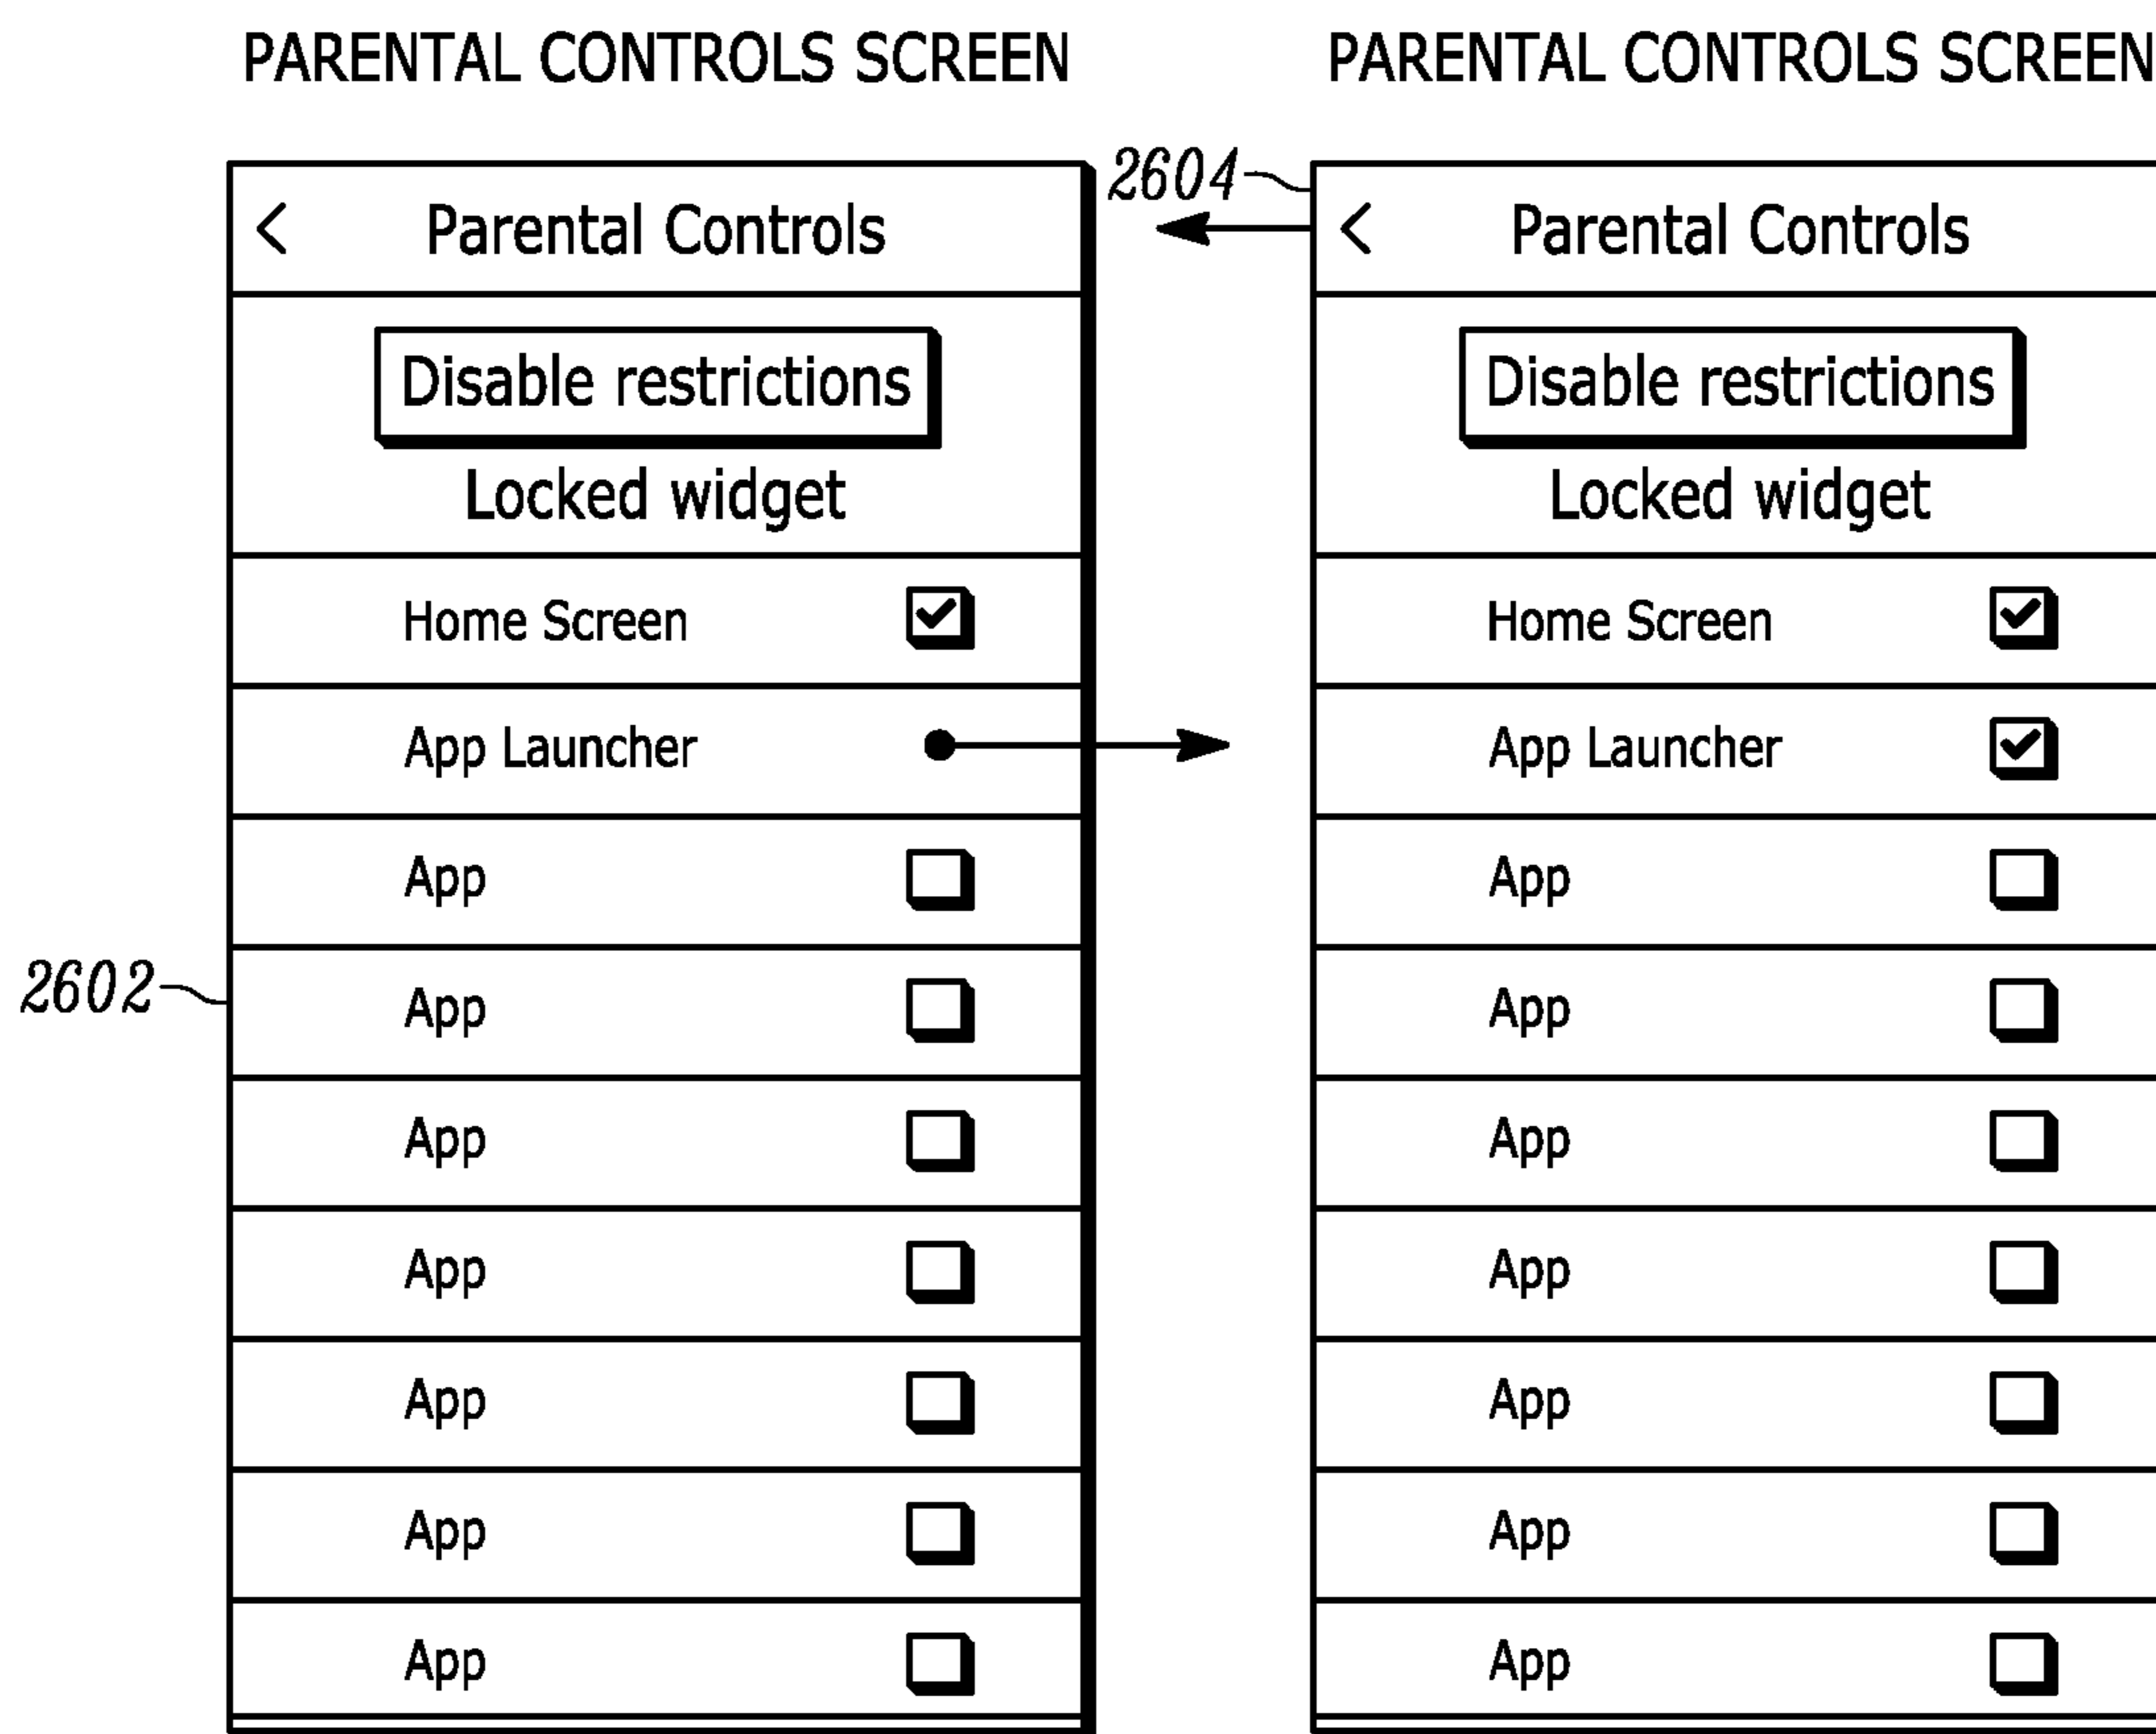 PARENTAL CONTROLS SCREEN
2602
Parental Controls
Disable restrictions
Locked widget
Home Screen
App Launcher
App
App
App
App
App
App
App
PARENTAL CONTROLS SCREEN
2604
Parental Controls
Disable restrictions
Locked widget
Home Screen
App Launcher
App
App
App
App
App
App
App